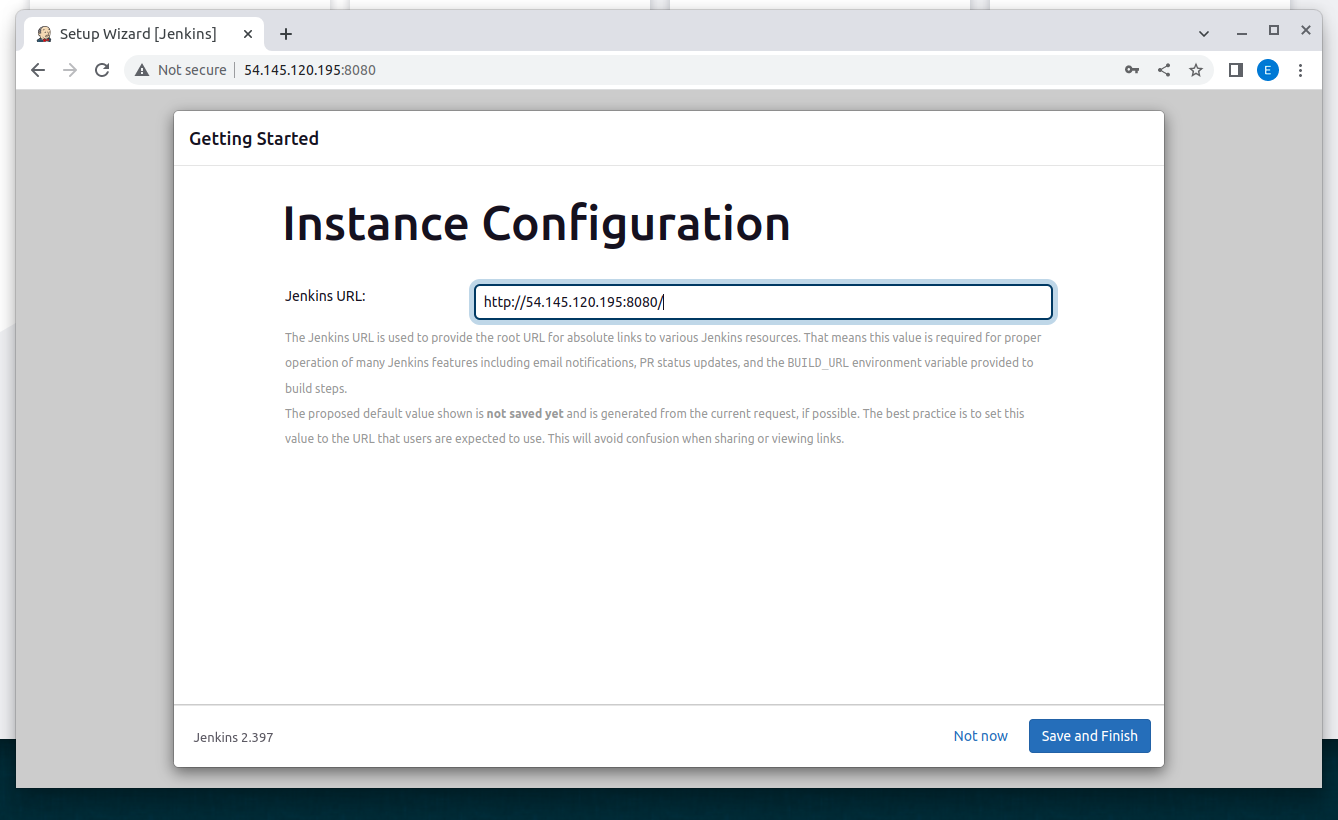 Setup Wizard [Jenkins]
Not secure 54.145.120.195:8080
E
Getting Started
Instance Configuration
Jenkins URL: http://54.145.120.195:8080/
The Jenkins URL is used to provide the root URL for absolute links to various Jenkins resources. That means this value is required for proper
operation of many Jenkins features including email notifications, PR status updates, and the BUILD_URL environment variable provided to
build steps.
The proposed default value shown is not saved yet and is generated from the current request, if possible. The best practice is to set this
value to the URL that users are expected to use. This will avoid confusion when sharing or viewing links.
Jenkins 2.397 Not now Save and Finish